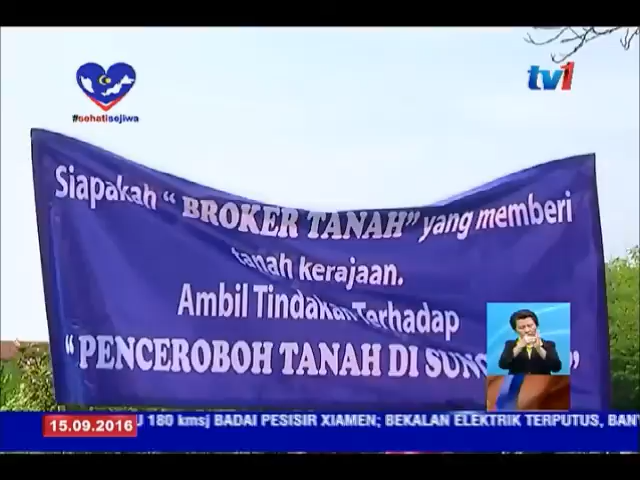 #sehatisejiwa
tv1
Siapakah “ BROKER TANAH” yang memberi
tanah kerajaan.
Ambil Tindakan Terhadap
“PENCEROBOH TANAH DI
15.09.2016
180 kmsj BADAI PESISIR XIAMEN; BEKALAN ELEKTRIK TERPUTUS,